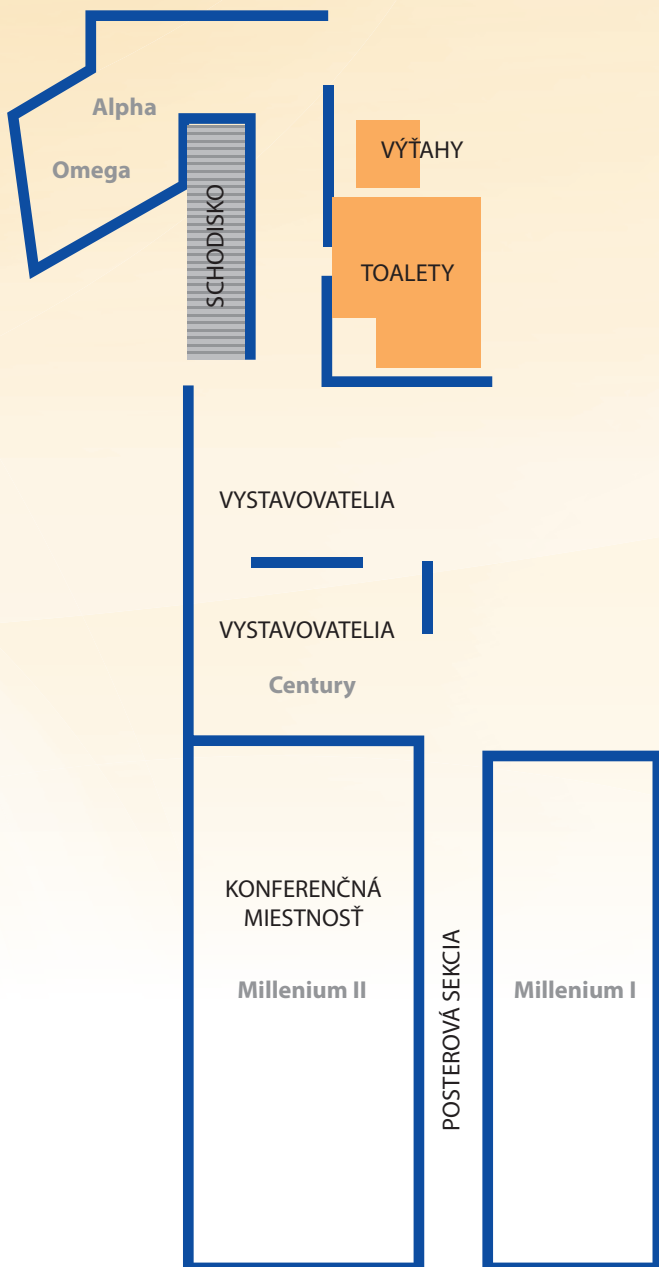 Alpha
VÝŤAHY
Omega
SCHODISKO
TOALETY
VYSTAVOVATELIA
VYSTAVOVATELIA
Century
KONFERENČNÁ
MIESTNOSŤ
Millenium II
POSTEROVÁ SEKCIA
Millenium I